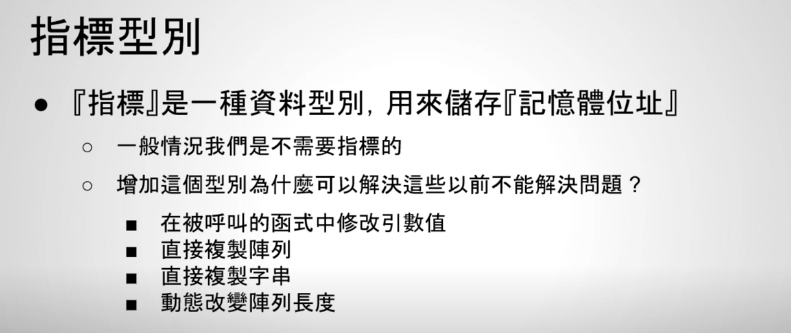 指標型別
● 『指標』是一種資料型別，用來儲存『記憶體位址』
○ 一般情況我們是不需要指標的
○ 增加這個型別為什麼可以解決這些以前不能解決問題？
■ 在被呼叫的函式中修改引數值
■ 直接複製陣列
■ 直接複製字串
■ 動態改變陣列長度